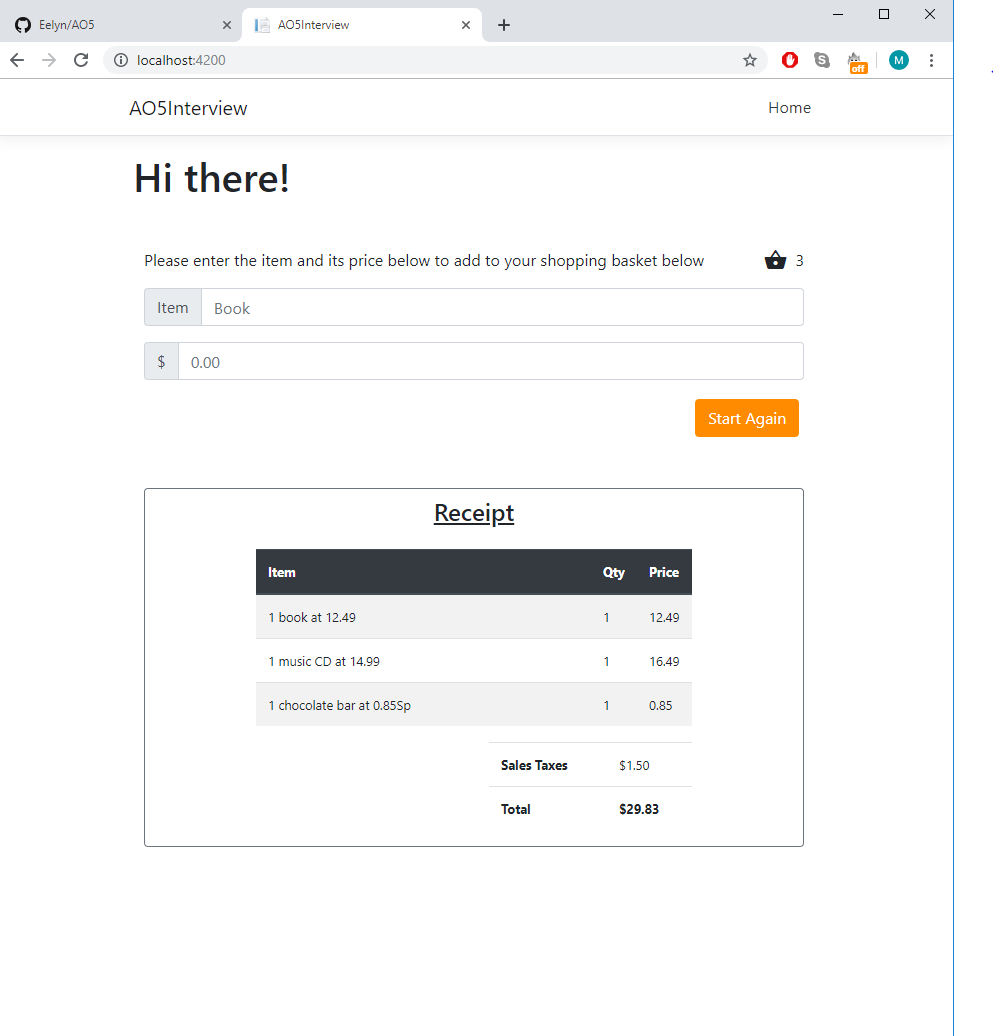 Eelyn/AO5
AO5Interview
localhost:4200
off
M
AO5Interview
Home
Hi there!
Please enter the item and its price below to add to your shopping basket below
3
Item Book
$ 0.00
Start Again
Receipt
Item Qty Price
1 book at 12.49 1 12.49
1 music CD at 14.99 1 16.49
1 chocolate bar at 0.85Sp 1 0.85
Sales Taxes $1.50
Total $29.83